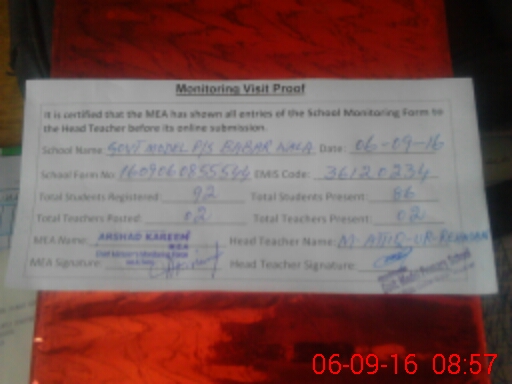 Monitoring Visit Proof
It is certified that the MEA has shown all entries of the School Monitoring Form to
the Head Teacher before its online submission.
School Name GOVT MODEL P/S BABAR WALA Date: 06-09-16
School Form No 1609060855544 EMIS Code: 36120234
Total Students Registered: 92 Total Students Present: 86
Total Teachers Posted: 02 Total Teachers Present: 02
MEA Name: ARSHAD KAREEM Head Teacher Name: M. ATTIQ-UR-REHMAN
MEA
MEA Signature: Head Teacher Signature:
06-09-16 08:57